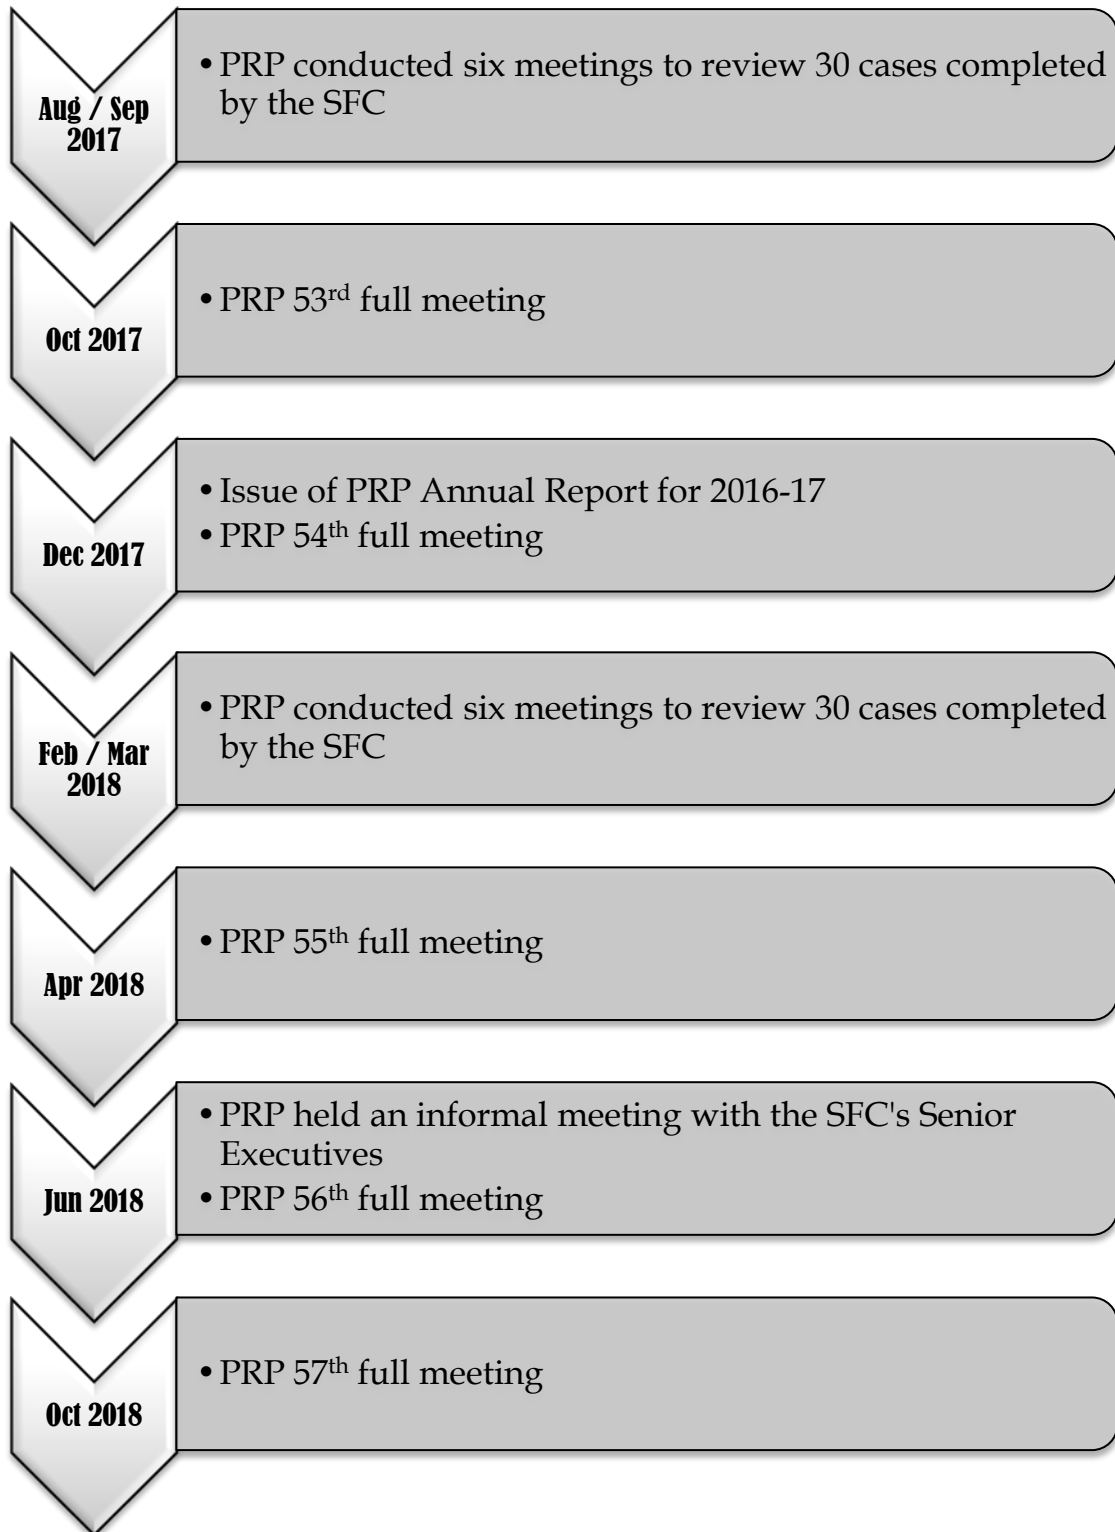 Aug / Sep
2017
• PRP conducted six meetings to review 30 cases completed
by the SFC
Oct 2017
• PRP 53rd full meeting
Dec 2017
• Issue of PRP Annual Report for 2016-17
• PRP 54th full meeting
Feb / Mar
2018
• PRP conducted six meetings to review 30 cases completed
by the SFC
Apr 2018
• PRP 55th full meeting
Jun 2018
• PRP held an informal meeting with the SFC's Senior
Executives
• PRP 56th full meeting
Oct 2018
• PRP 57th full meeting